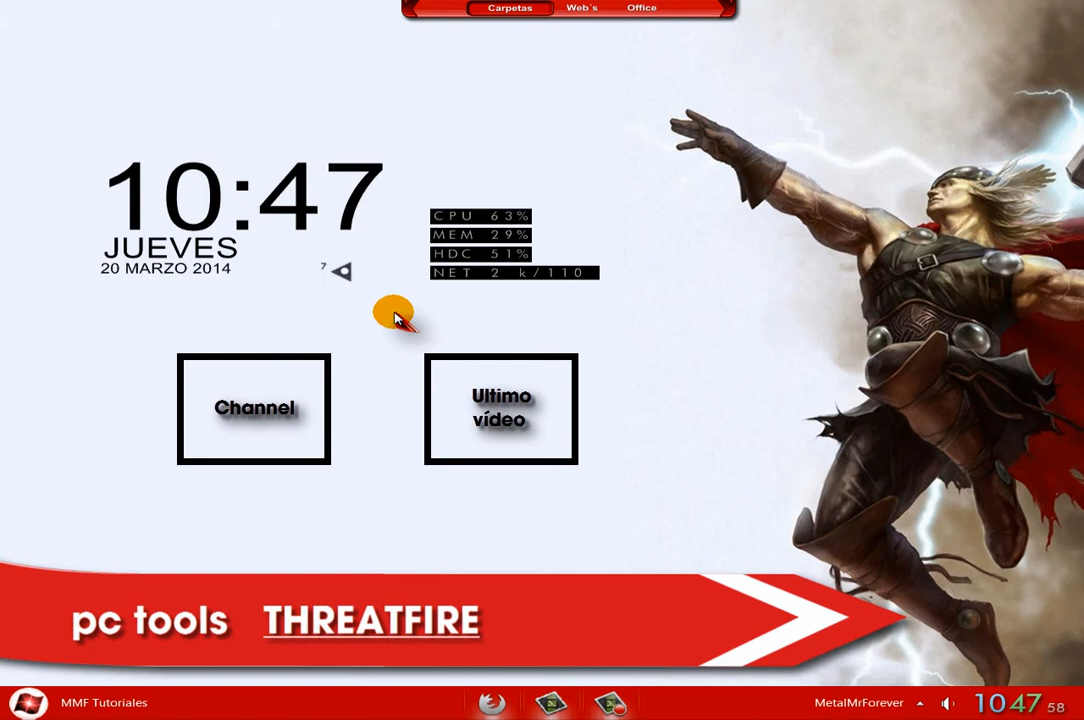 Carpetas Web´s Office
10:47
JUEVES
20 MARZO 2014
7
CPU 63%
MEM 29%
HDC 51%
NET 2 k/110
Channel
Ultimo
vídeo
pc tools THREATFIRE
MMF Tutoriales
MetalMrForever
10 47 58